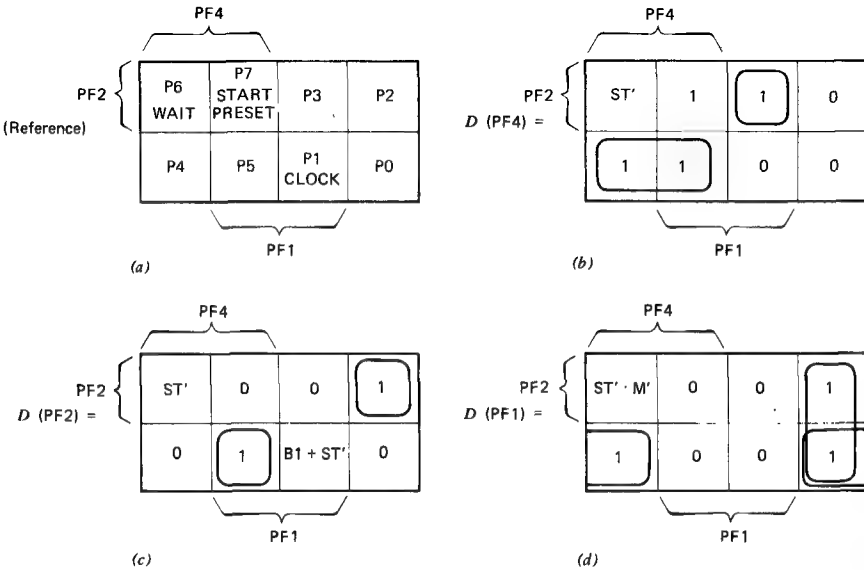 PF4
PF2
(Reference)
P6
WAIT
P7
START
PRESET
P3
P2
P4
P5
P1
CLOCK
P0
PF1
(a)
PF4
PF2
D (PF4) =
ST′ 1 1 0
1 1 0 0
PF1
(b)
PF4
PF2
D (PF2) =
ST′ 0 0 1
0 1 B1 + ST′ 0
PF1
(c)
PF4
PF2
D (PF1) =
ST′ · M′ 0 0 1
1 0 0 1
PF1
(d)